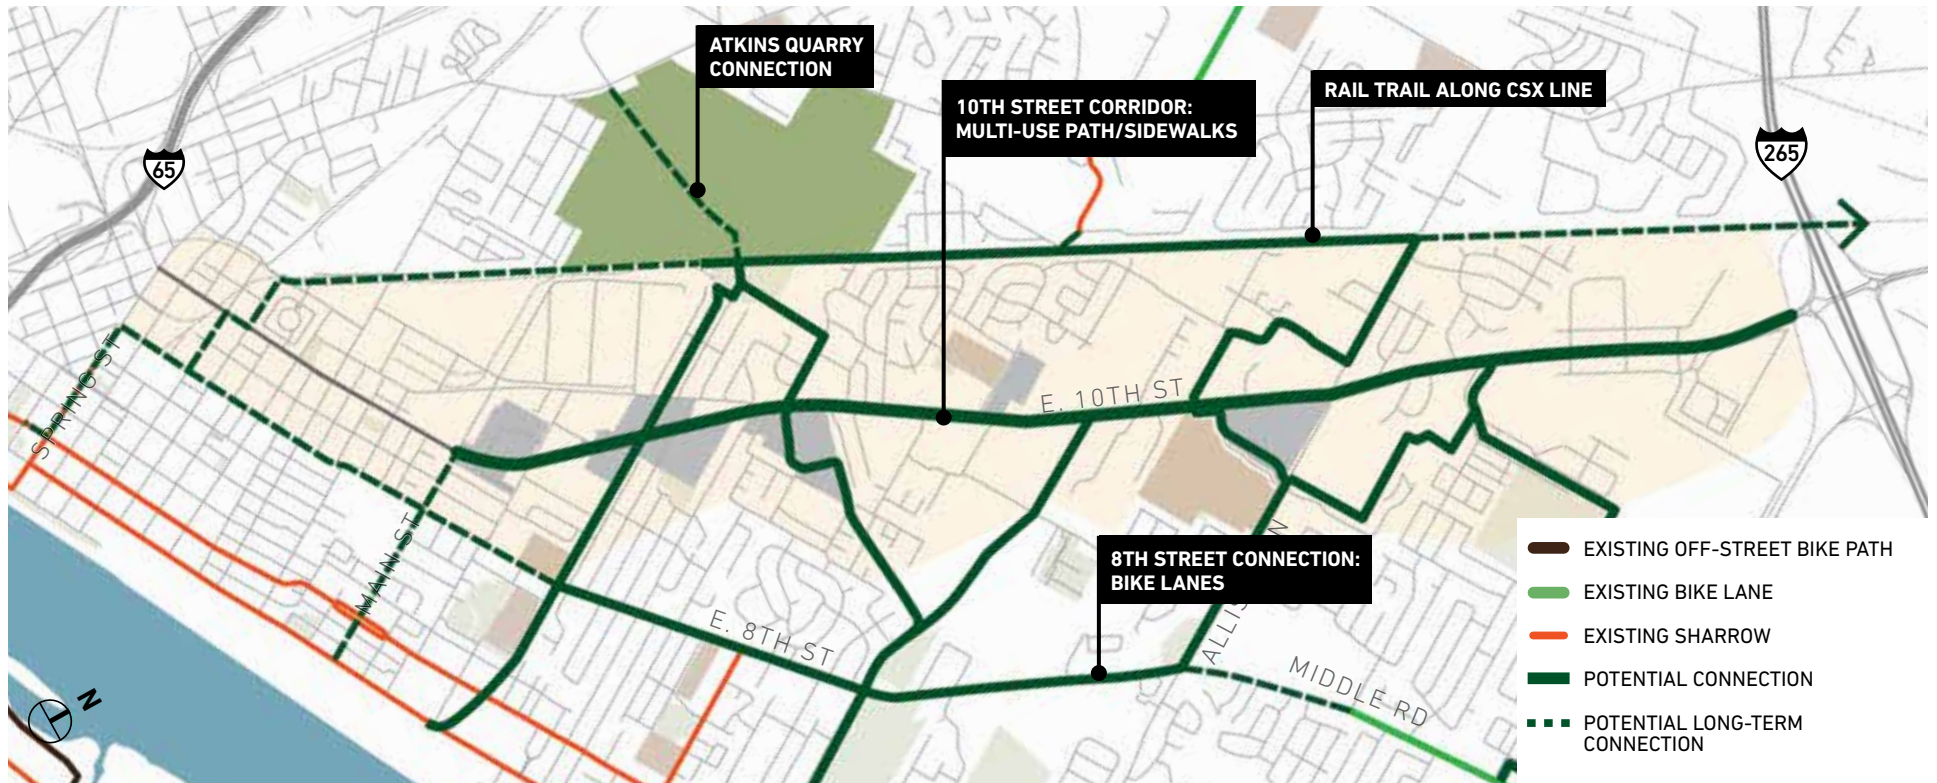 ATKINS QUARRY
CONNECTION
10TH STREET CORRIDOR:
MULTI-USE PATH/SIDEWALKS
RAIL TRAIL ALONG CSX LINE
65
265
SPRING ST
E. 10TH ST
MAIN ST
8TH STREET CONNECTION:
BIKE LANES
E. 8TH ST
MIDDLE RD
N
EXISTING OFF-STREET BIKE PATH
EXISTING BIKE LANE
EXISTING SHARROW
POTENTIAL CONNECTION
POTENTIAL LONG-TERM
CONNECTION